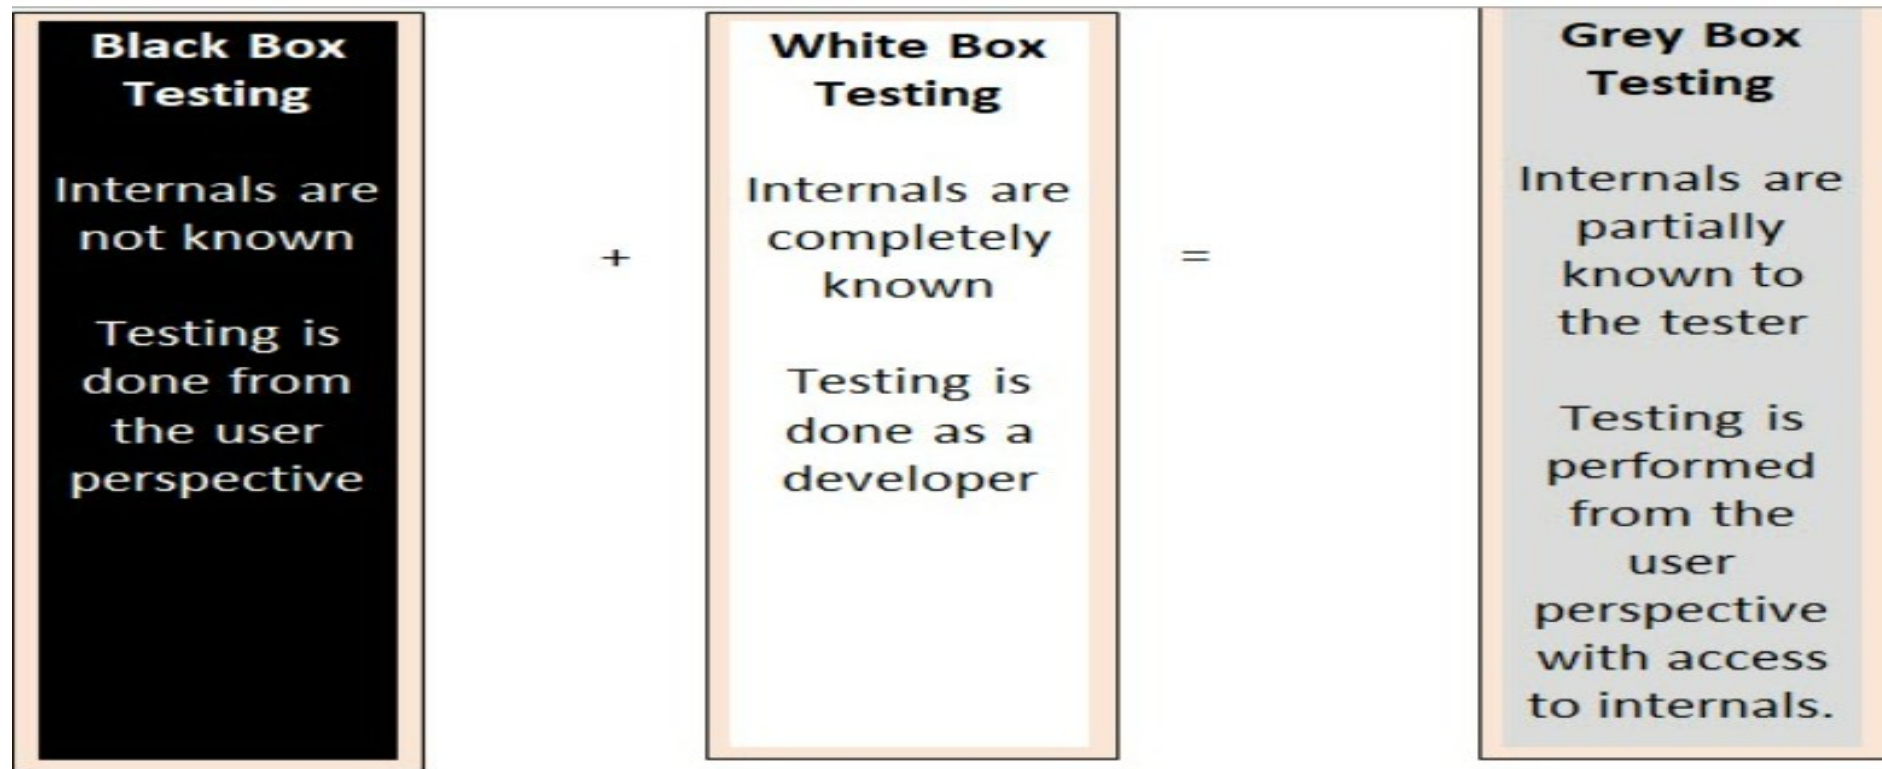 Black Box
Testing
Internals are
not known
Testing is
done from
the user
perspective
+
White Box
Testing
Internals are
completely
known
Testing is
done as a
developer
=
Grey Box
Testing
Internals are
partially
known to
the tester
Testing is
performed
from the
user
perspective
with access
to internals.